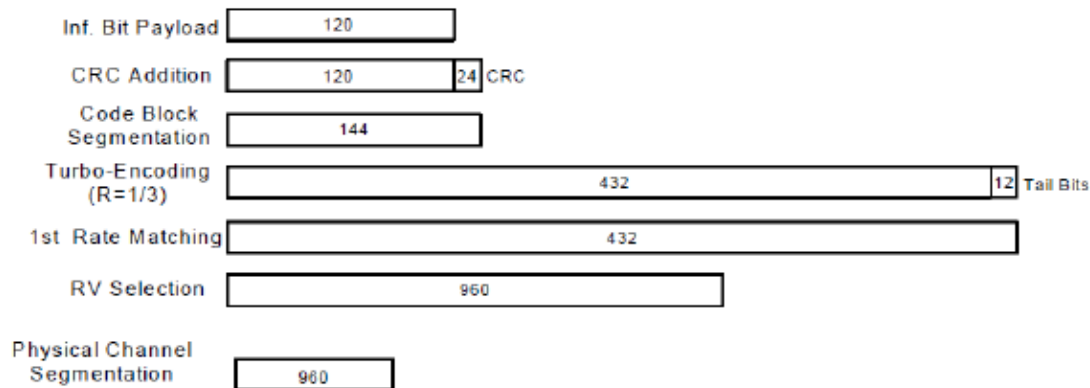 Inf. Bit Payload 120
CRC Addition 120 24 CRC
Code Block
Segmentation 144
Turbo-Encoding
(R=1/3) 432 12 Tail Bits
1st Rate Matching 432
RV Selection 960
Physical Channel
Segmentation 960